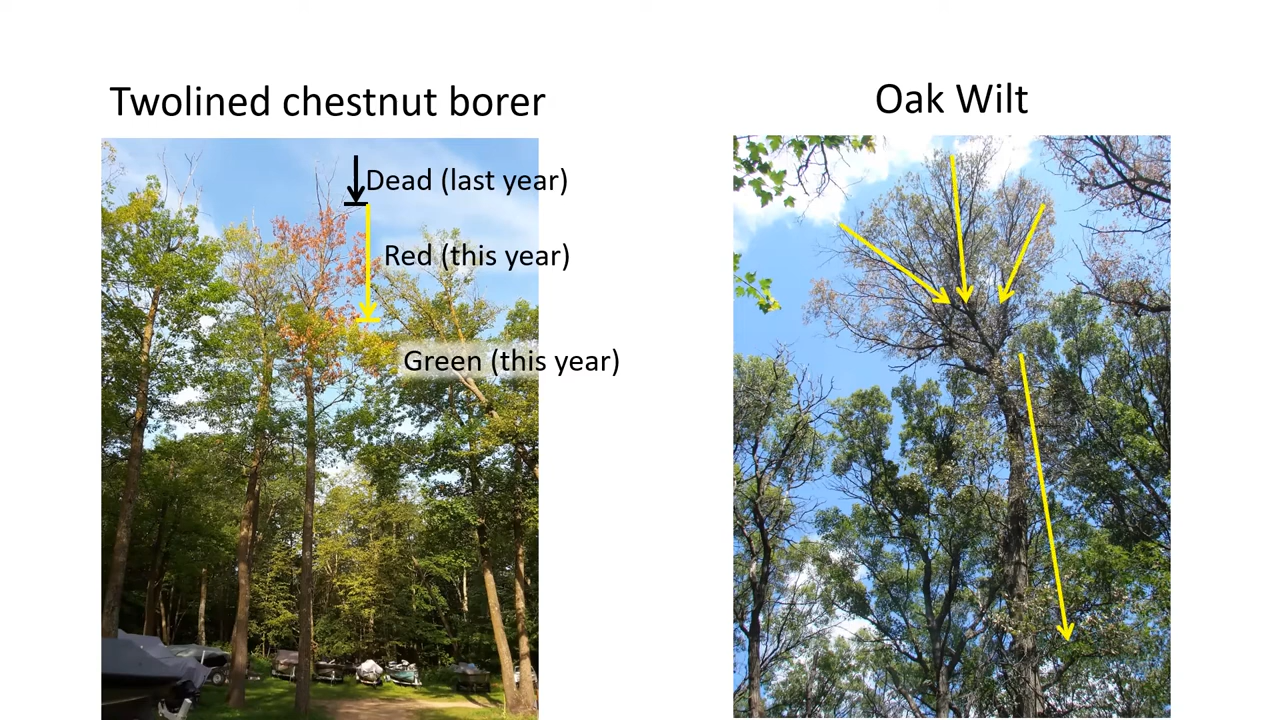 Twolined chestnut borer
Dead (last year)
Red (this year)
Green (this year)
Oak Wilt